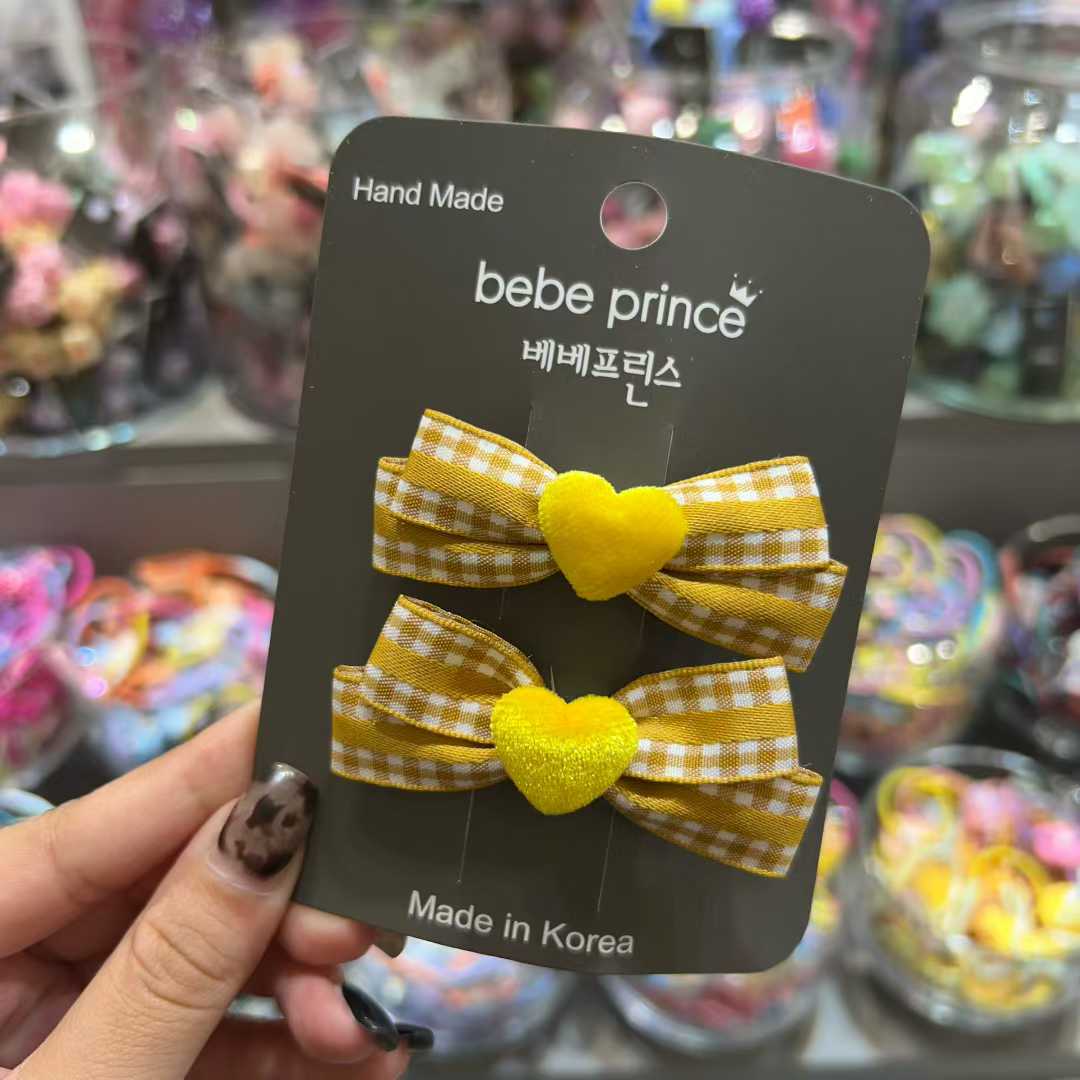 Hand Made
bebe prince
베베프린스
Made in Korea